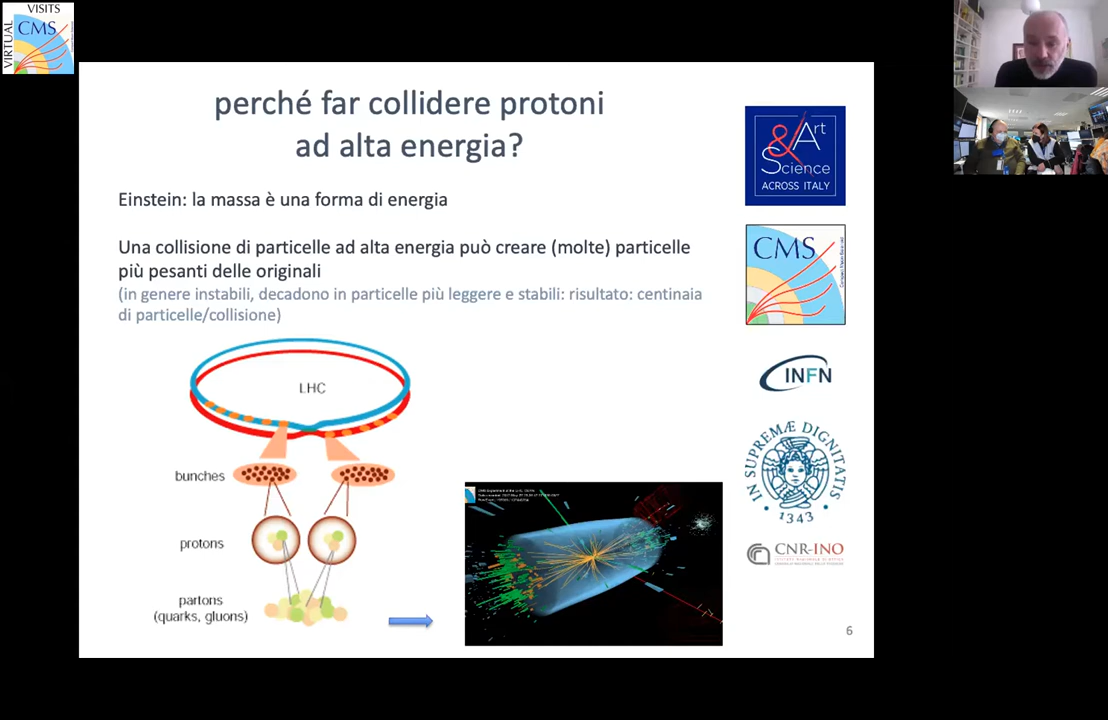 VISITS
VIRTUAL
CMS
perché far collidere protoni
ad alta energia?
Einstein: la massa è una forma di energia
Una collisione di particelle ad alta energia può creare (molte) particelle
più pesanti delle originali
(in genere instabili, decadono in particelle più leggere e stabili: risultato: centinaia
di particelle/collisione)
LHC
bunches
protons
partons
(quarks, gluons)
&Art
Science
ACROSS ITALY
CMS
INFN
IN SUPREMÆ DIGNITATIS
1343
CNR-INO
6